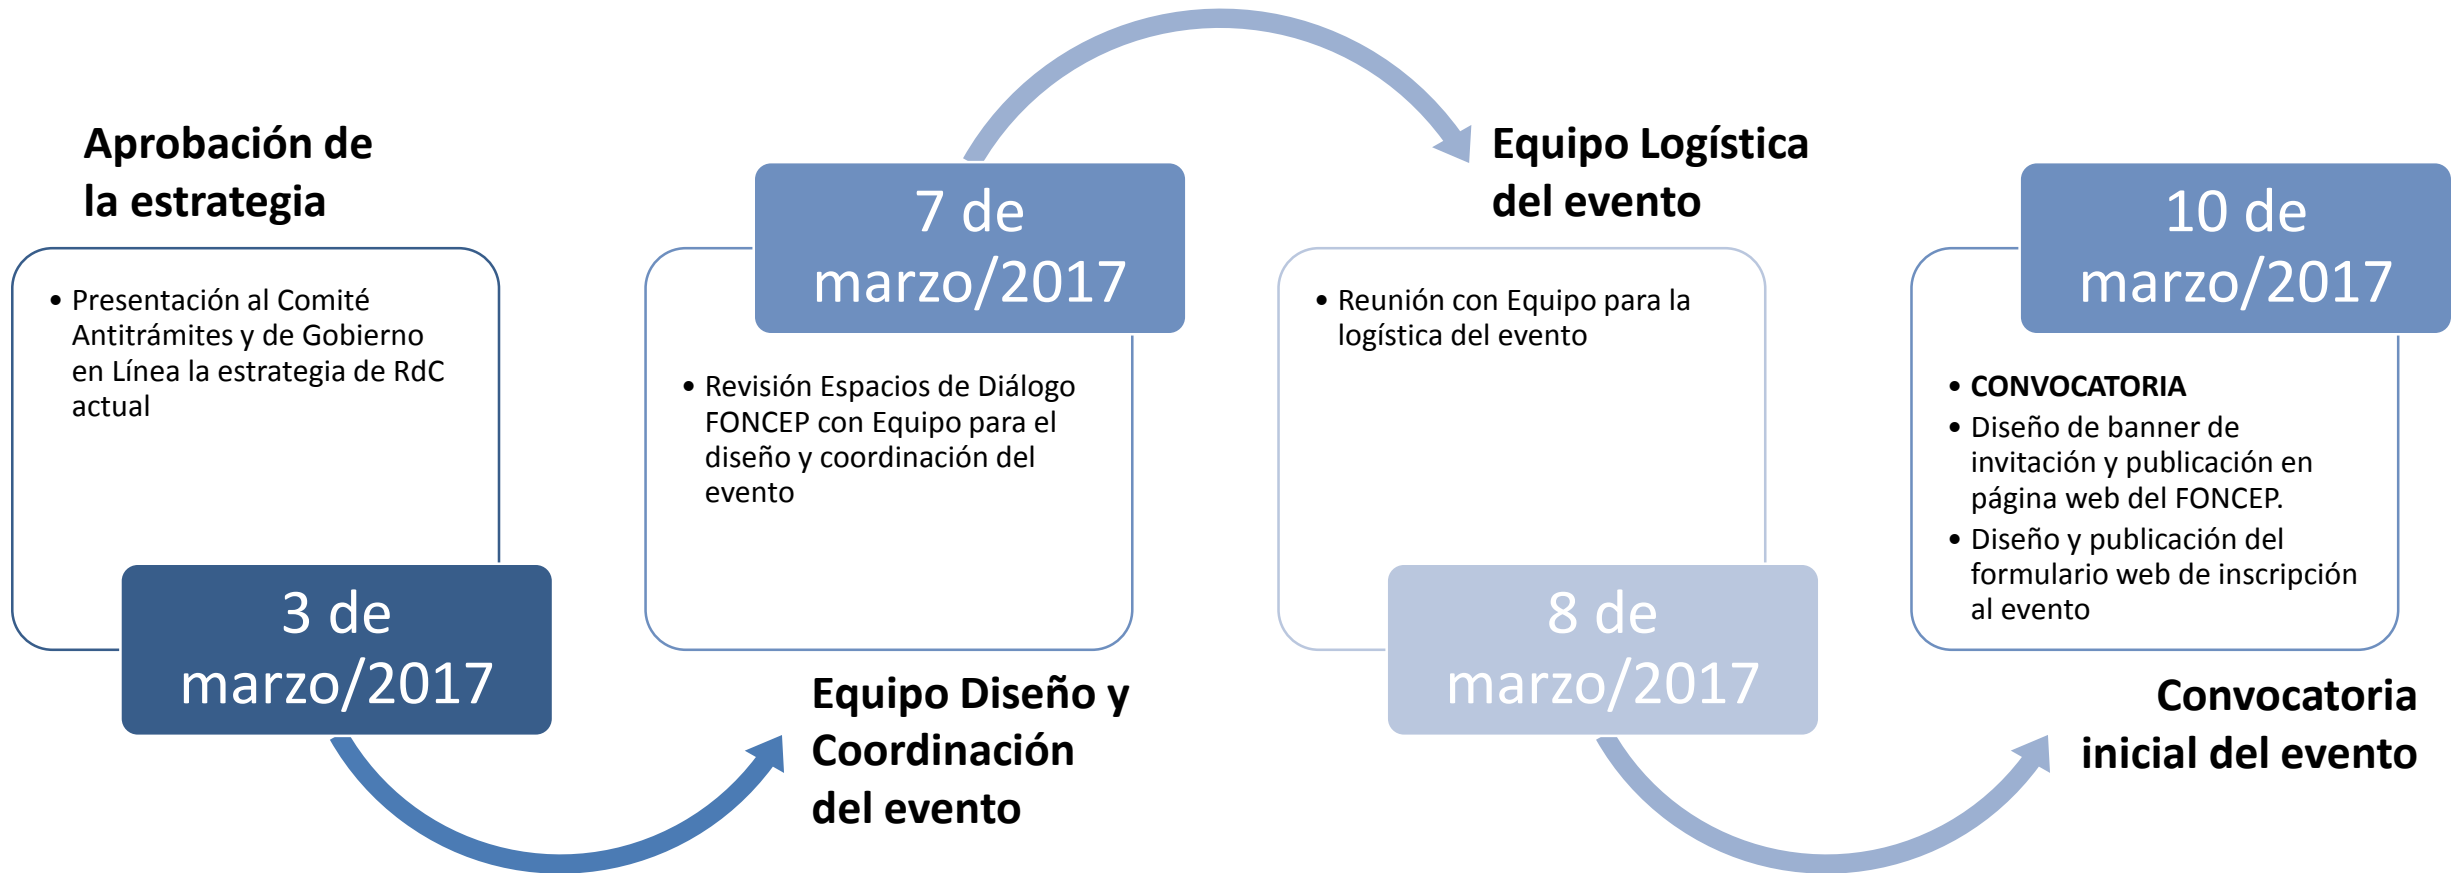 Aprobación de
la estrategia
• Presentación al Comité
Antitrámites y de Gobierno
en Línea la estrategia de RdC
actual
3 de
marzo/2017
7 de
marzo/2017
• Revisión Espacios de Diálogo
FONCEP con Equipo para el
diseño y coordinación del
evento
Equipo Diseño y
Coordinación
del evento
Equipo Logística
del evento
• Reunión con Equipo para la
logística del evento
8 de
marzo/2017
10 de
marzo/2017
• CONVOCATORIA
• Diseño de banner de
invitación y publicación en
página web del FONCEP.
• Diseño y publicación del
formulario web de inscripción
al evento
Convocatoria
inicial del evento